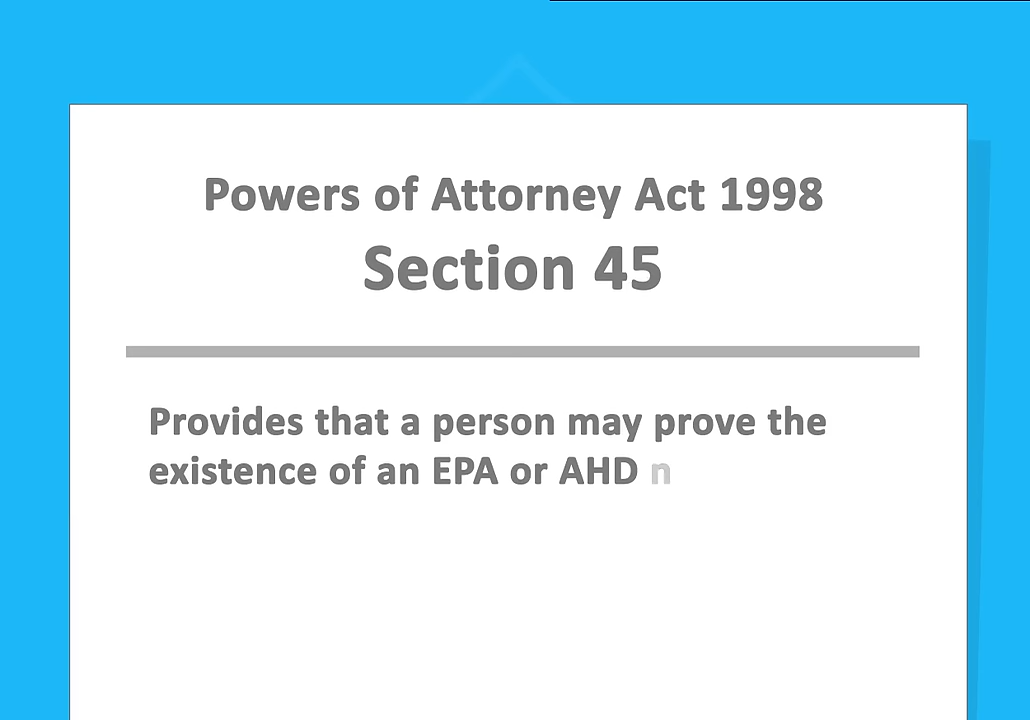 Powers of Attorney Act 1998
Section 45
Provides that a person may prove the
existence of an EPA or AHD n